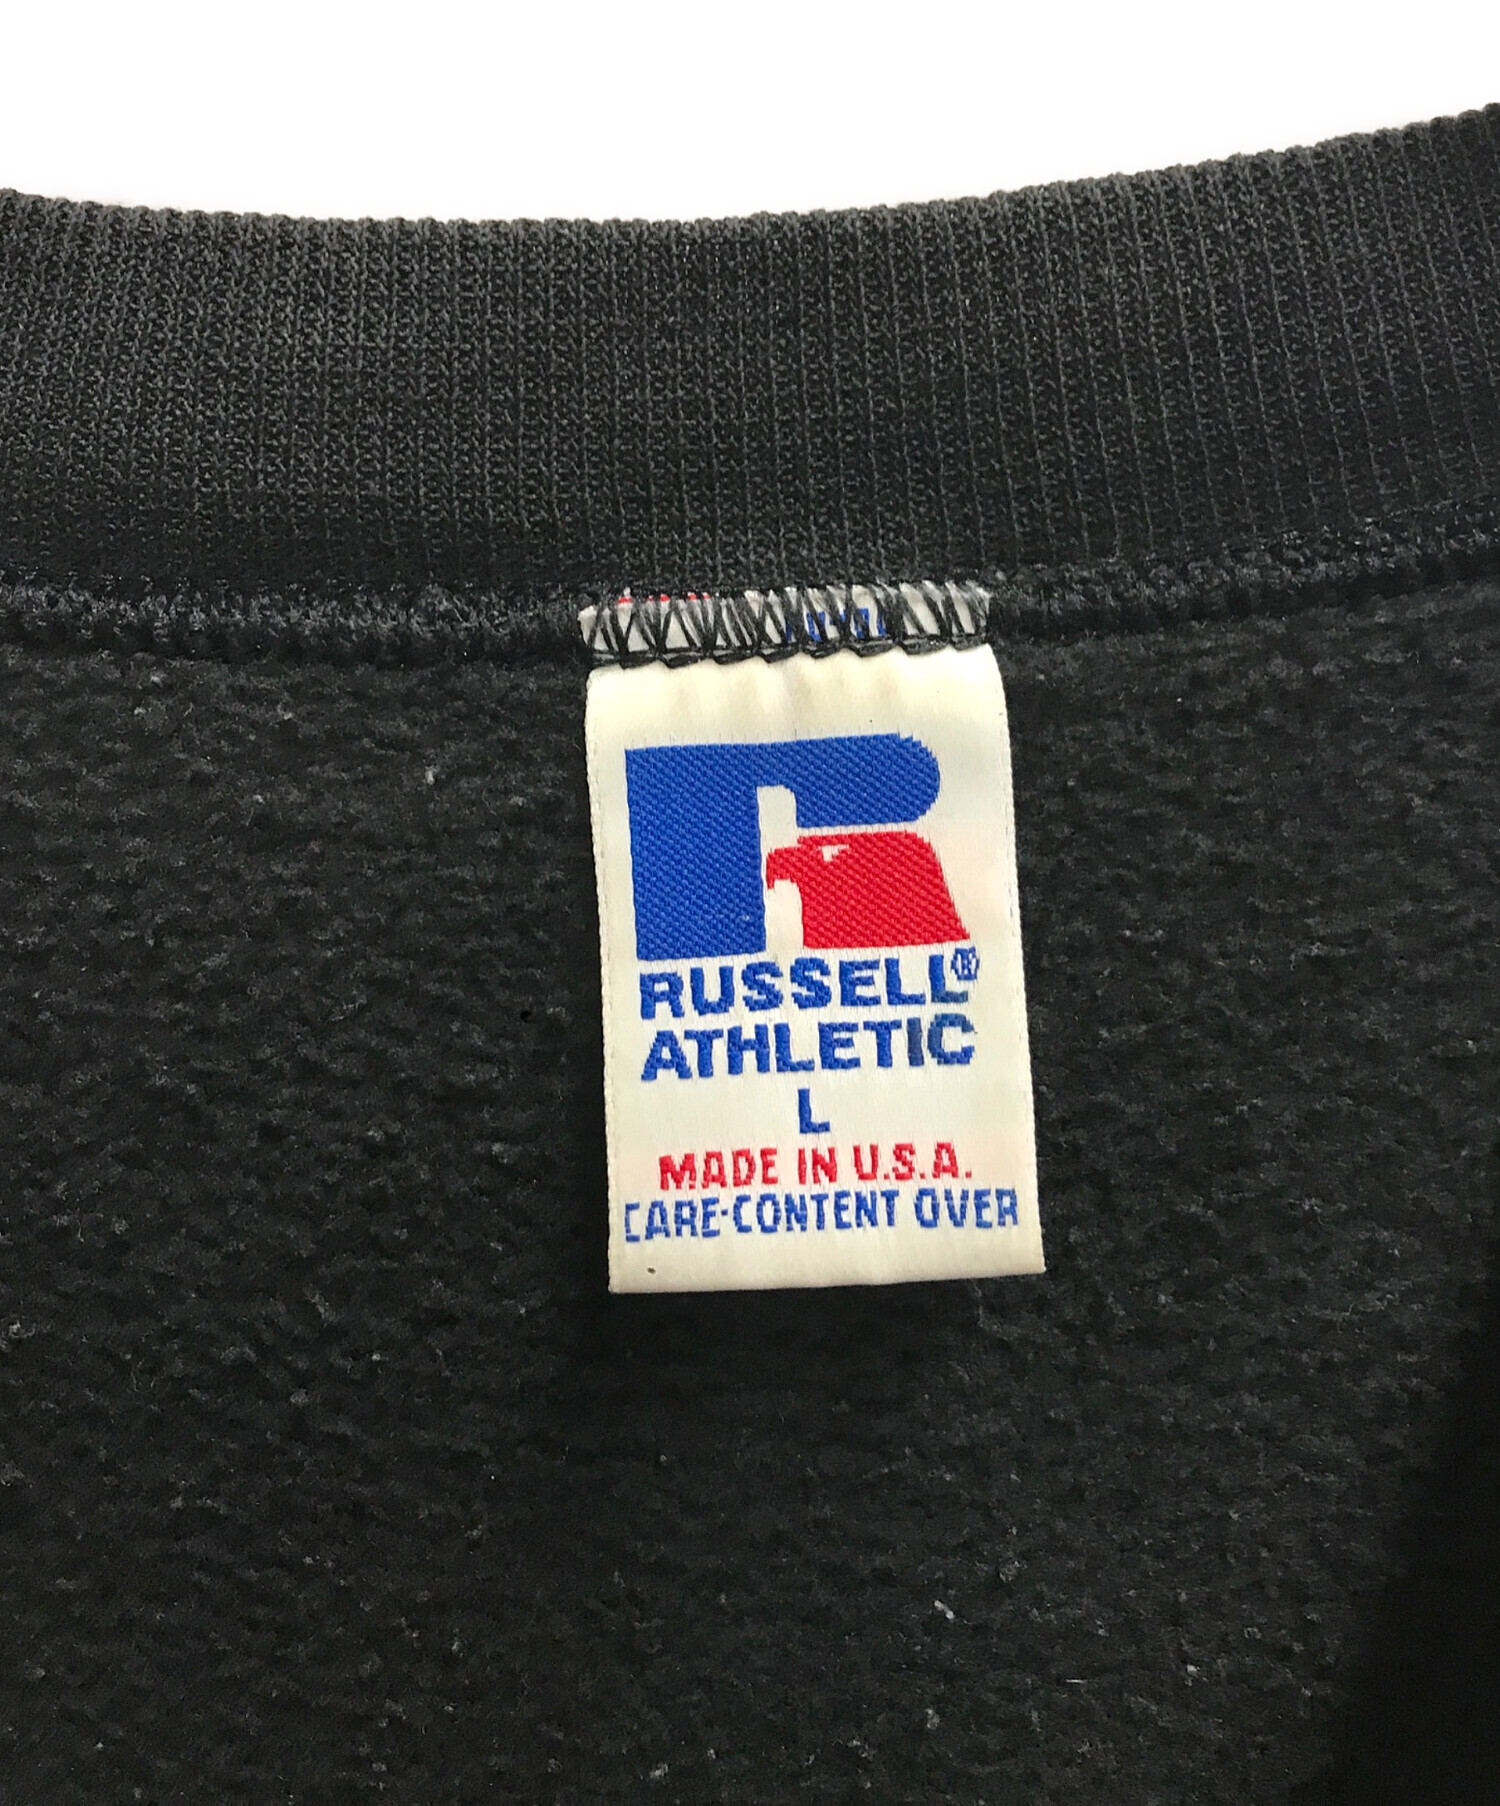 RUSSELL®
ATHLETIC
L
MADE IN U.S.A.
CARE-CONTENT OVER